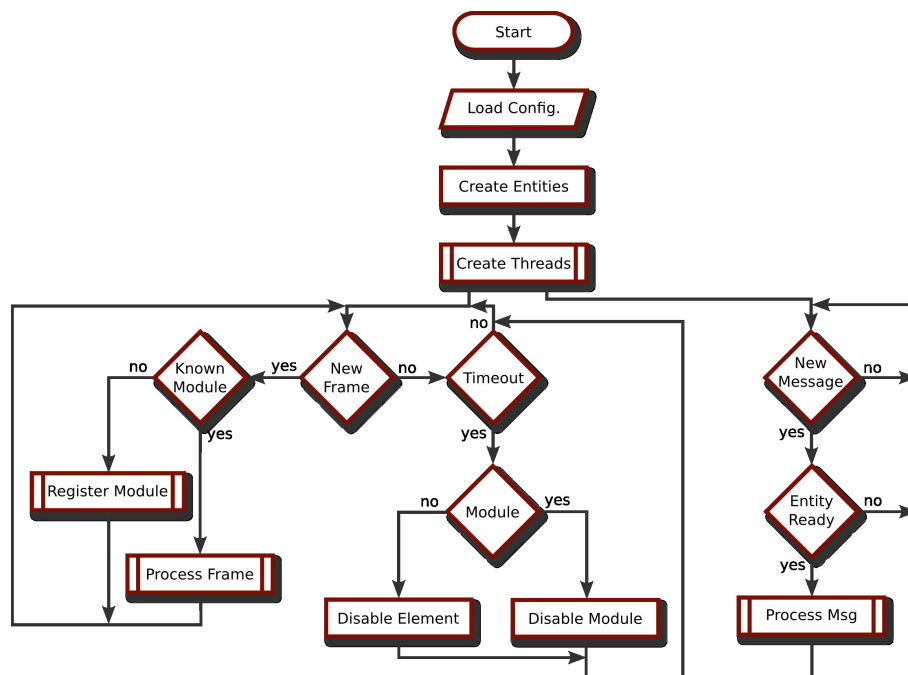 Start
Load Config.
Create Entities
Create Threads
no
no
Known
Module
yes
New
Frame
no
Timeout
New
Message
no
yes
yes
yes
Register Module
no
Module
yes
Entity
Ready
no
Process Frame
yes
Disable Element
Disable Module
Process Msg